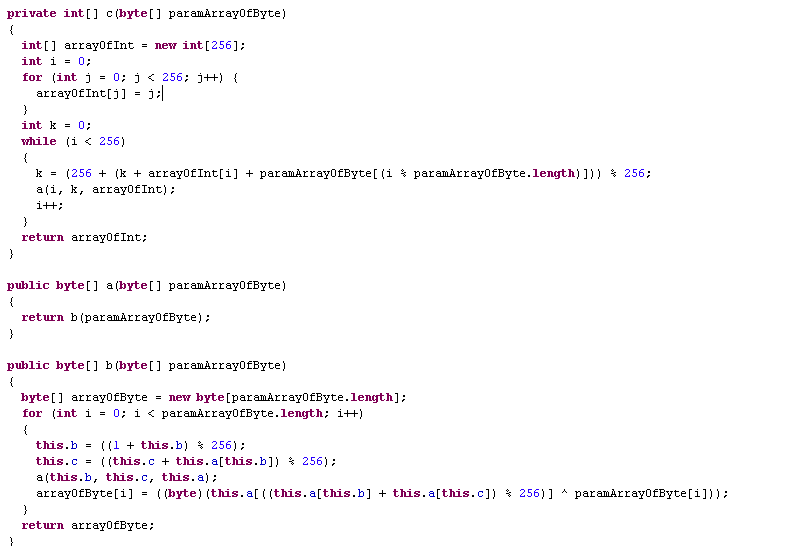 private int[] c(byte[] paramArrayOfByte)
{
  int[] arrayOfInt = new int[256];
  int i = 0;
  for (int j = 0; j < 256; j++) {
    arrayOfInt[j] = j;
  }
  int k = 0;
  while (i < 256)
  {
    k = (256 + (k + arrayOfInt[i] + paramArrayOfByte[(i % paramArrayOfByte.length)])) % 256;
    a(i, k, arrayOfInt);
    i++;
  }
  return arrayOfInt;
}

public byte[] a(byte[] paramArrayOfByte)
{
  return b(paramArrayOfByte);
}

public byte[] b(byte[] paramArrayOfByte)
{
  byte[] arrayOfByte = new byte[paramArrayOfByte.length];
  for (int i = 0; i < paramArrayOfByte.length; i++)
  {
    this.b = ((1 + this.b) % 256);
    this.c = ((this.c + this.a[this.b]) % 256);
    a(this.b, this.c, this.a);
    arrayOfByte[i] = ((byte)(this.a[((this.a[this.b] + this.a[this.c]) % 256)] ^ paramArrayOfByte[i]));
  }
  return arrayOfByte;
}